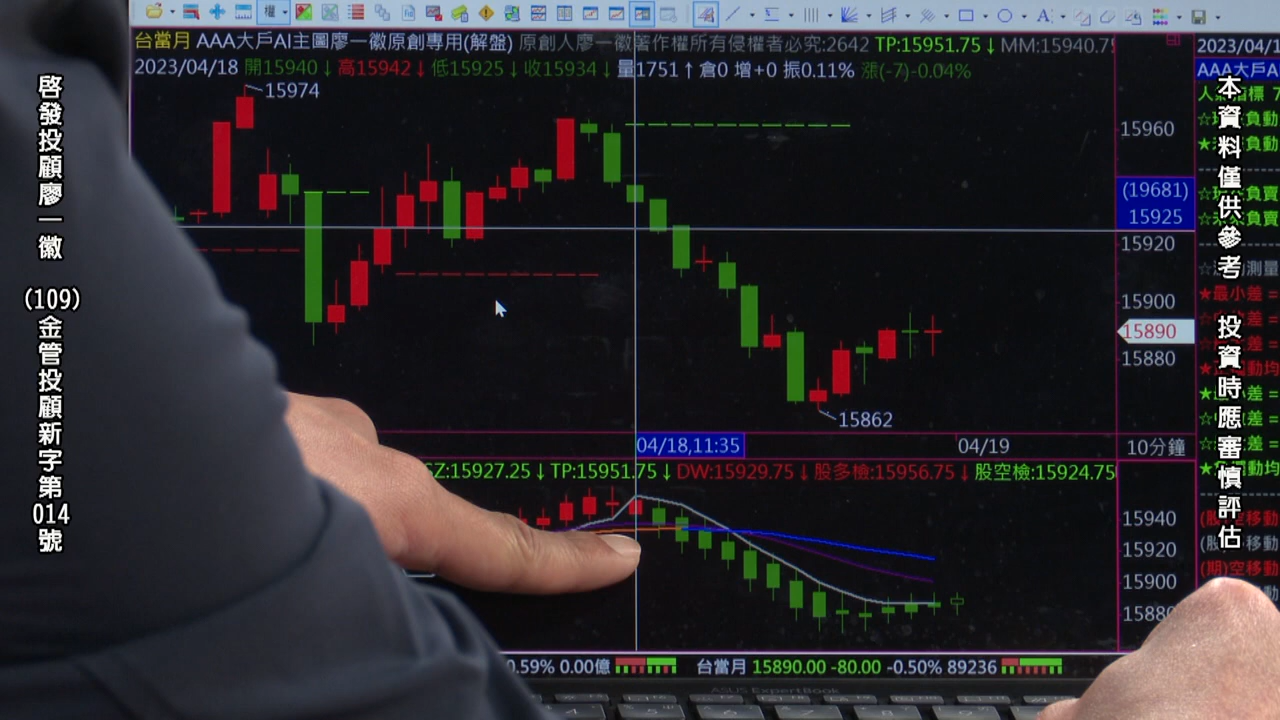 啓發投顧廖一徽 (109)金管投顧新字第014號
台當月 AAA大戶AI主圖廖一徽原創專用(解盤) 原創人廖一徽著作權所有侵權者必究:2642 TP:15951.75↓ MM:15940.75
2023/04/18 開15940↓ 高15942↓ 低15925↓ 收15934↓ 量1751↑ 倉0 增+0 振0.11% 漲(-7)-0.04%
15974
15960
(19681)
15925
15920
15900
15890
15880
15862
04/18,11:35
04/19
10分鐘
SZ:15927.25↓ TP:15951.75↓ DW:15929.75↓ 股多檢:15956.75↓ 股空檢:15924.75
15940
15920
15900
15880
0.59% 0.00億
台當月 15890.00 -80.00 -0.50% 89236
ASUS ExpertBook
2023/04/1
AAA大戶A
本資料僅供參考 投資時應審慎評估